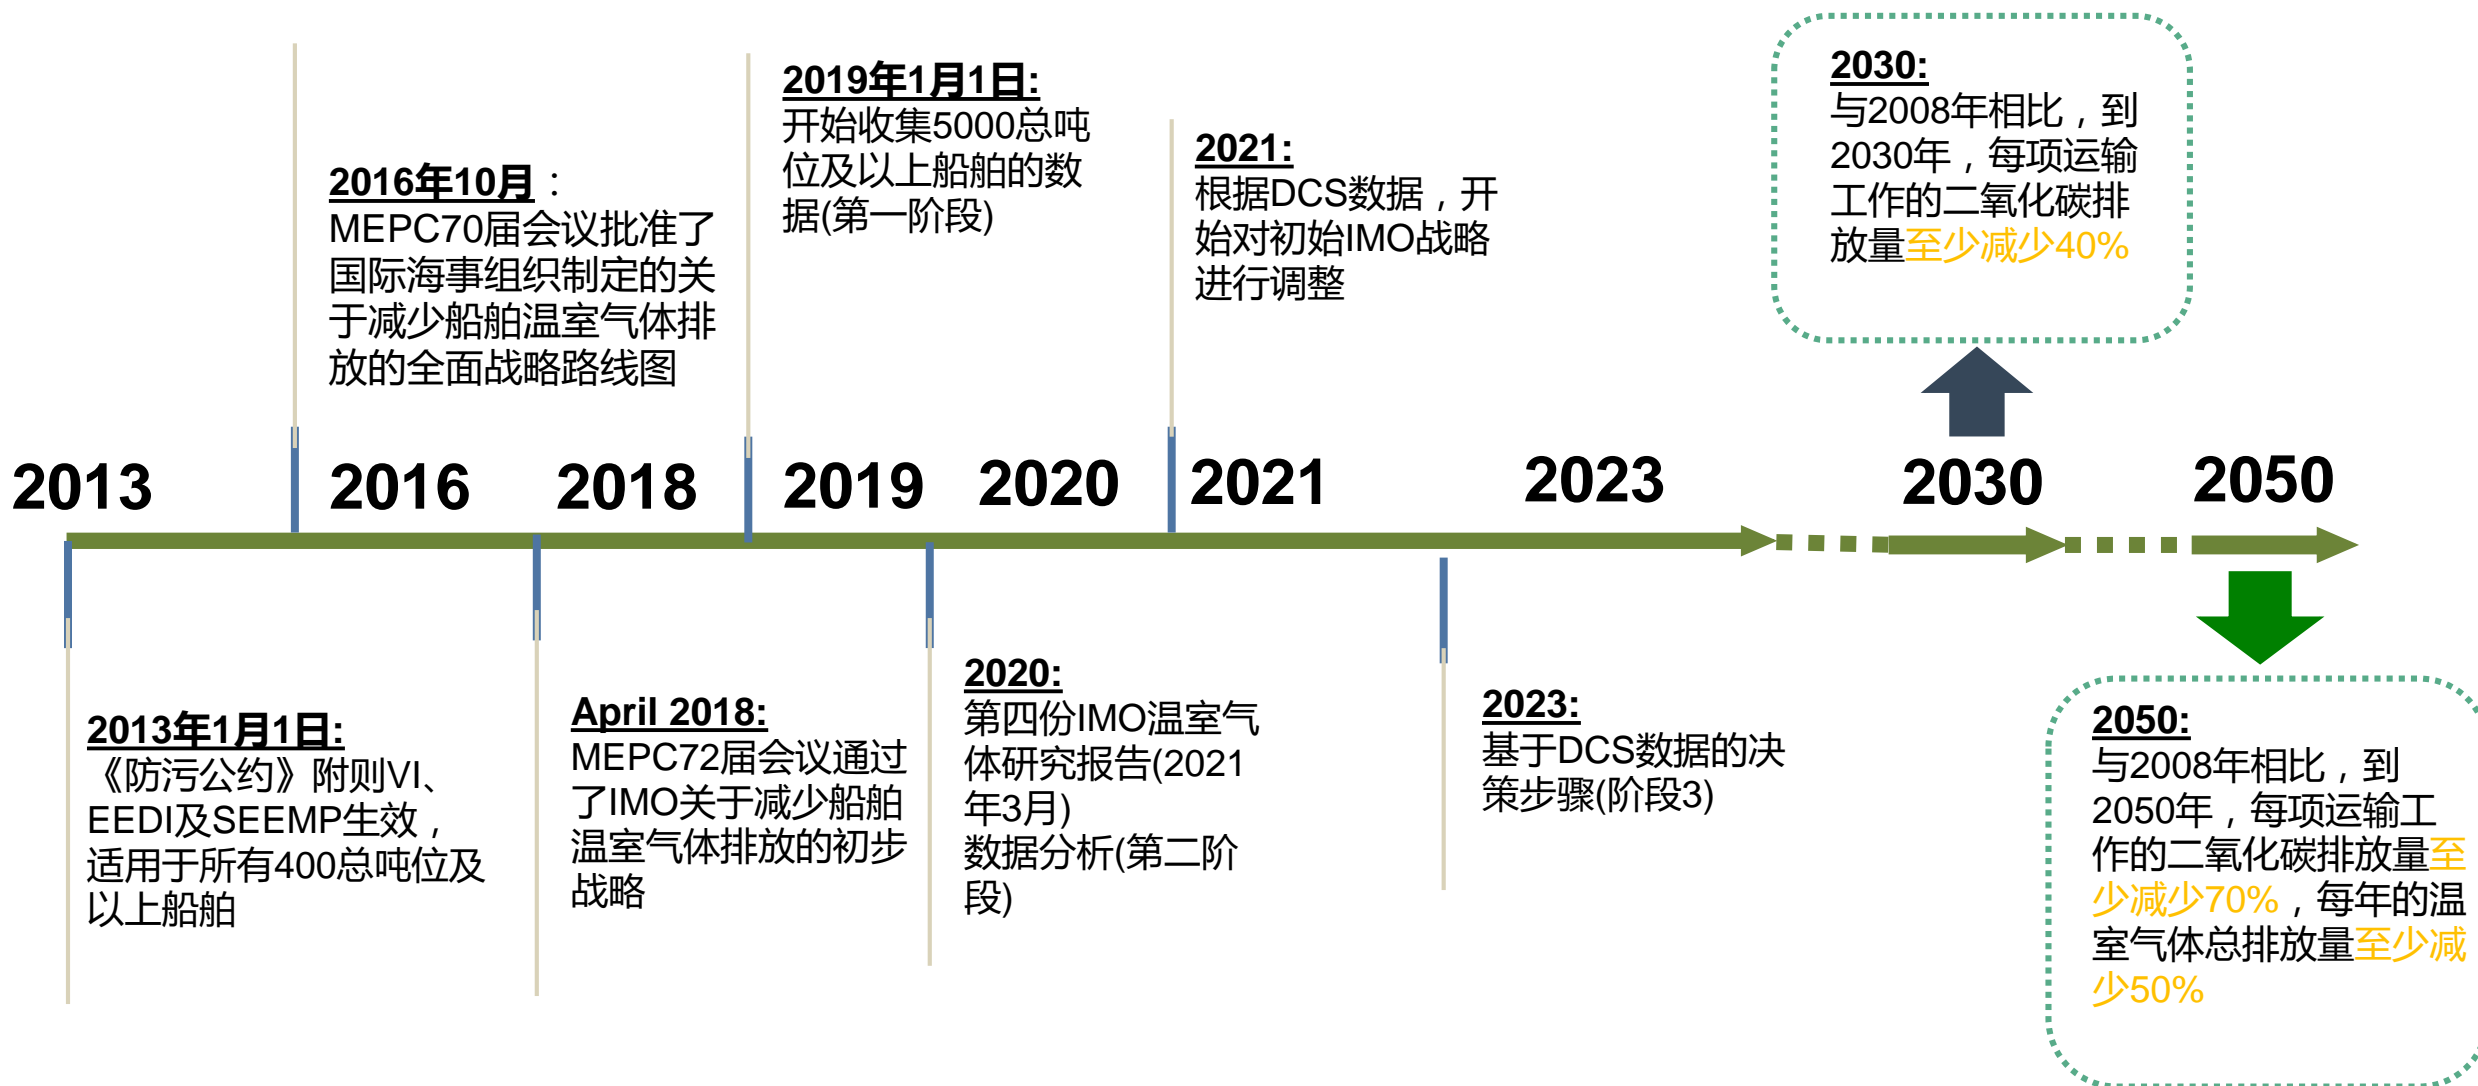 2019年1月1日:
开始收集5000总吨
位及以上船舶的数
据(第一阶段)
2016年10月：
MEPC70届会议批准了
国际海事组织制定的关
于减少船舶温室气体排
放的全面战略路线图
2021:
根据DCS数据，开
始对初始IMO战略
进行调整
2030:
与2008年相比，到
2030年，每项运输
工作的二氧化碳排
放量至少减少40%
2013 2016 2018 2019 2020 2021 2023 2030 2050
2013年1月1日:
《防污公约》附则VI、
EEDI及SEEMP生效，
适用于所有400总吨位及
以上船舶
April 2018:
MEPC72届会议通过
了IMO关于减少船舶
温室气体排放的初步
战略
2020:
第四份IMO温室气
体研究报告(2021
年3月)
数据分析(第二阶
段)
2023:
基于DCS数据的决
策步骤(阶段3)
2050:
与2008年相比，到
2050年，每项运输工
作的二氧化碳排放量至
少减少70%，每年的温
室气体总排放量至少减
少50%